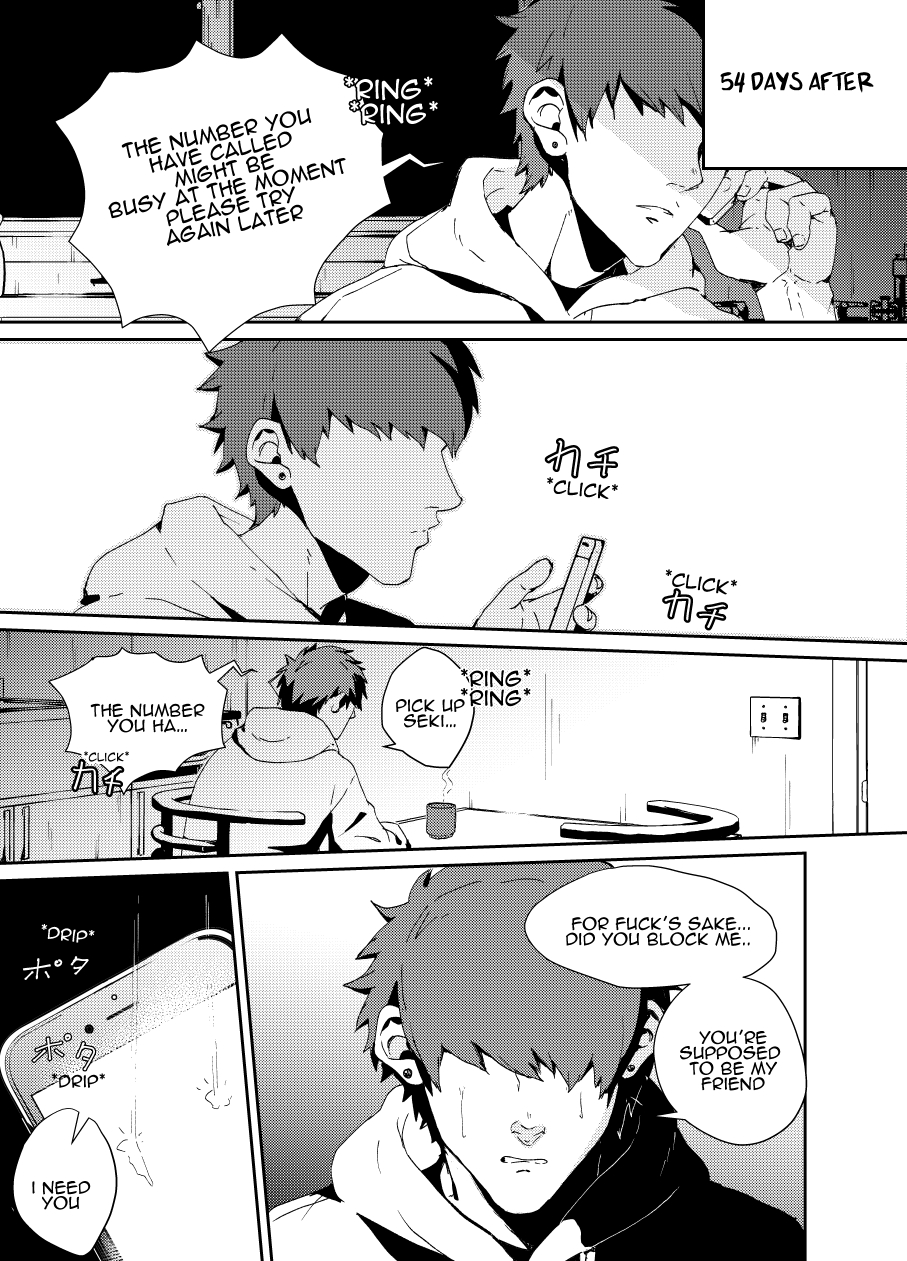 54 DAYS AFTER
*RING*
*RING*
THE NUMBER YOU
HAVE CALLED
MIGHT BE
BUSY AT THE MOMENT
PLEASE TRY
AGAIN LATER
カチ
*CLICK*
*CLICK*
カチ
THE NUMBER
YOU HA...
*CLICK*
カチ
PICK UP
SEKI...
*RING*
*RING*
*DRIP*
ポタ
ポタ
*DRIP*
I NEED
YOU
FOR FUCK'S SAKE...
DID YOU BLOCK ME..
YOU'RE
SUPPOSED
TO BE MY
FRIEND